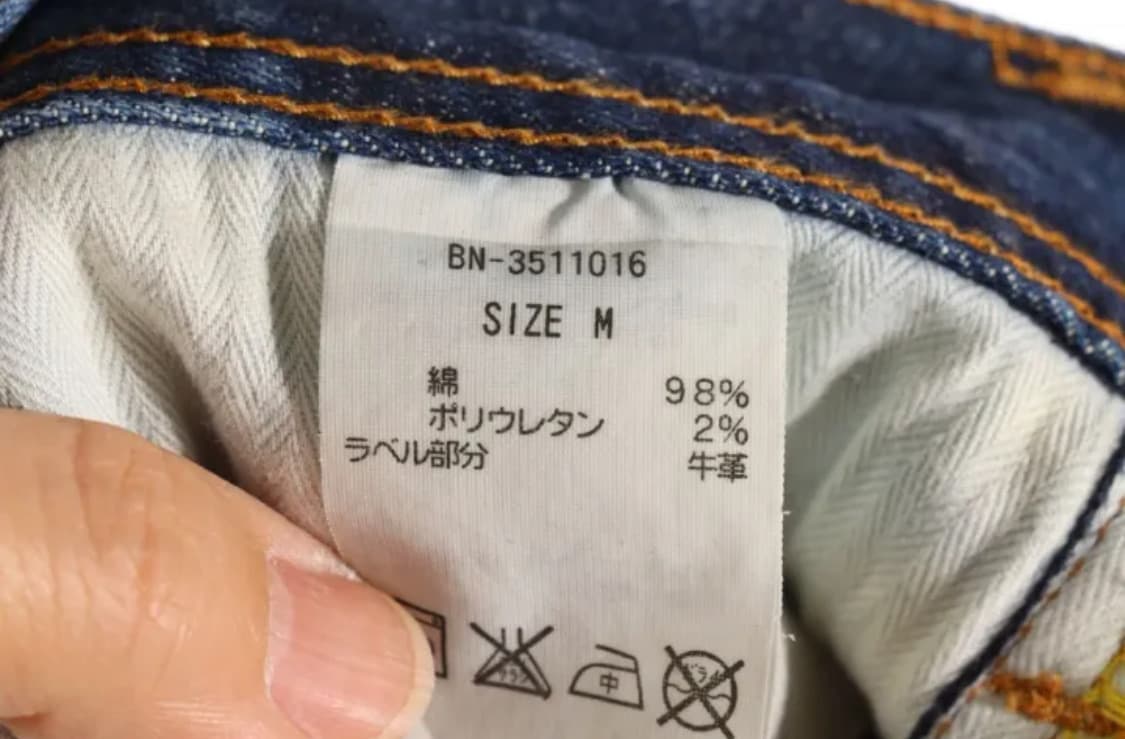 BN-3511016
SIZE M
綿 98%
ポリウレタン 2%
ラベル部分 牛革
中